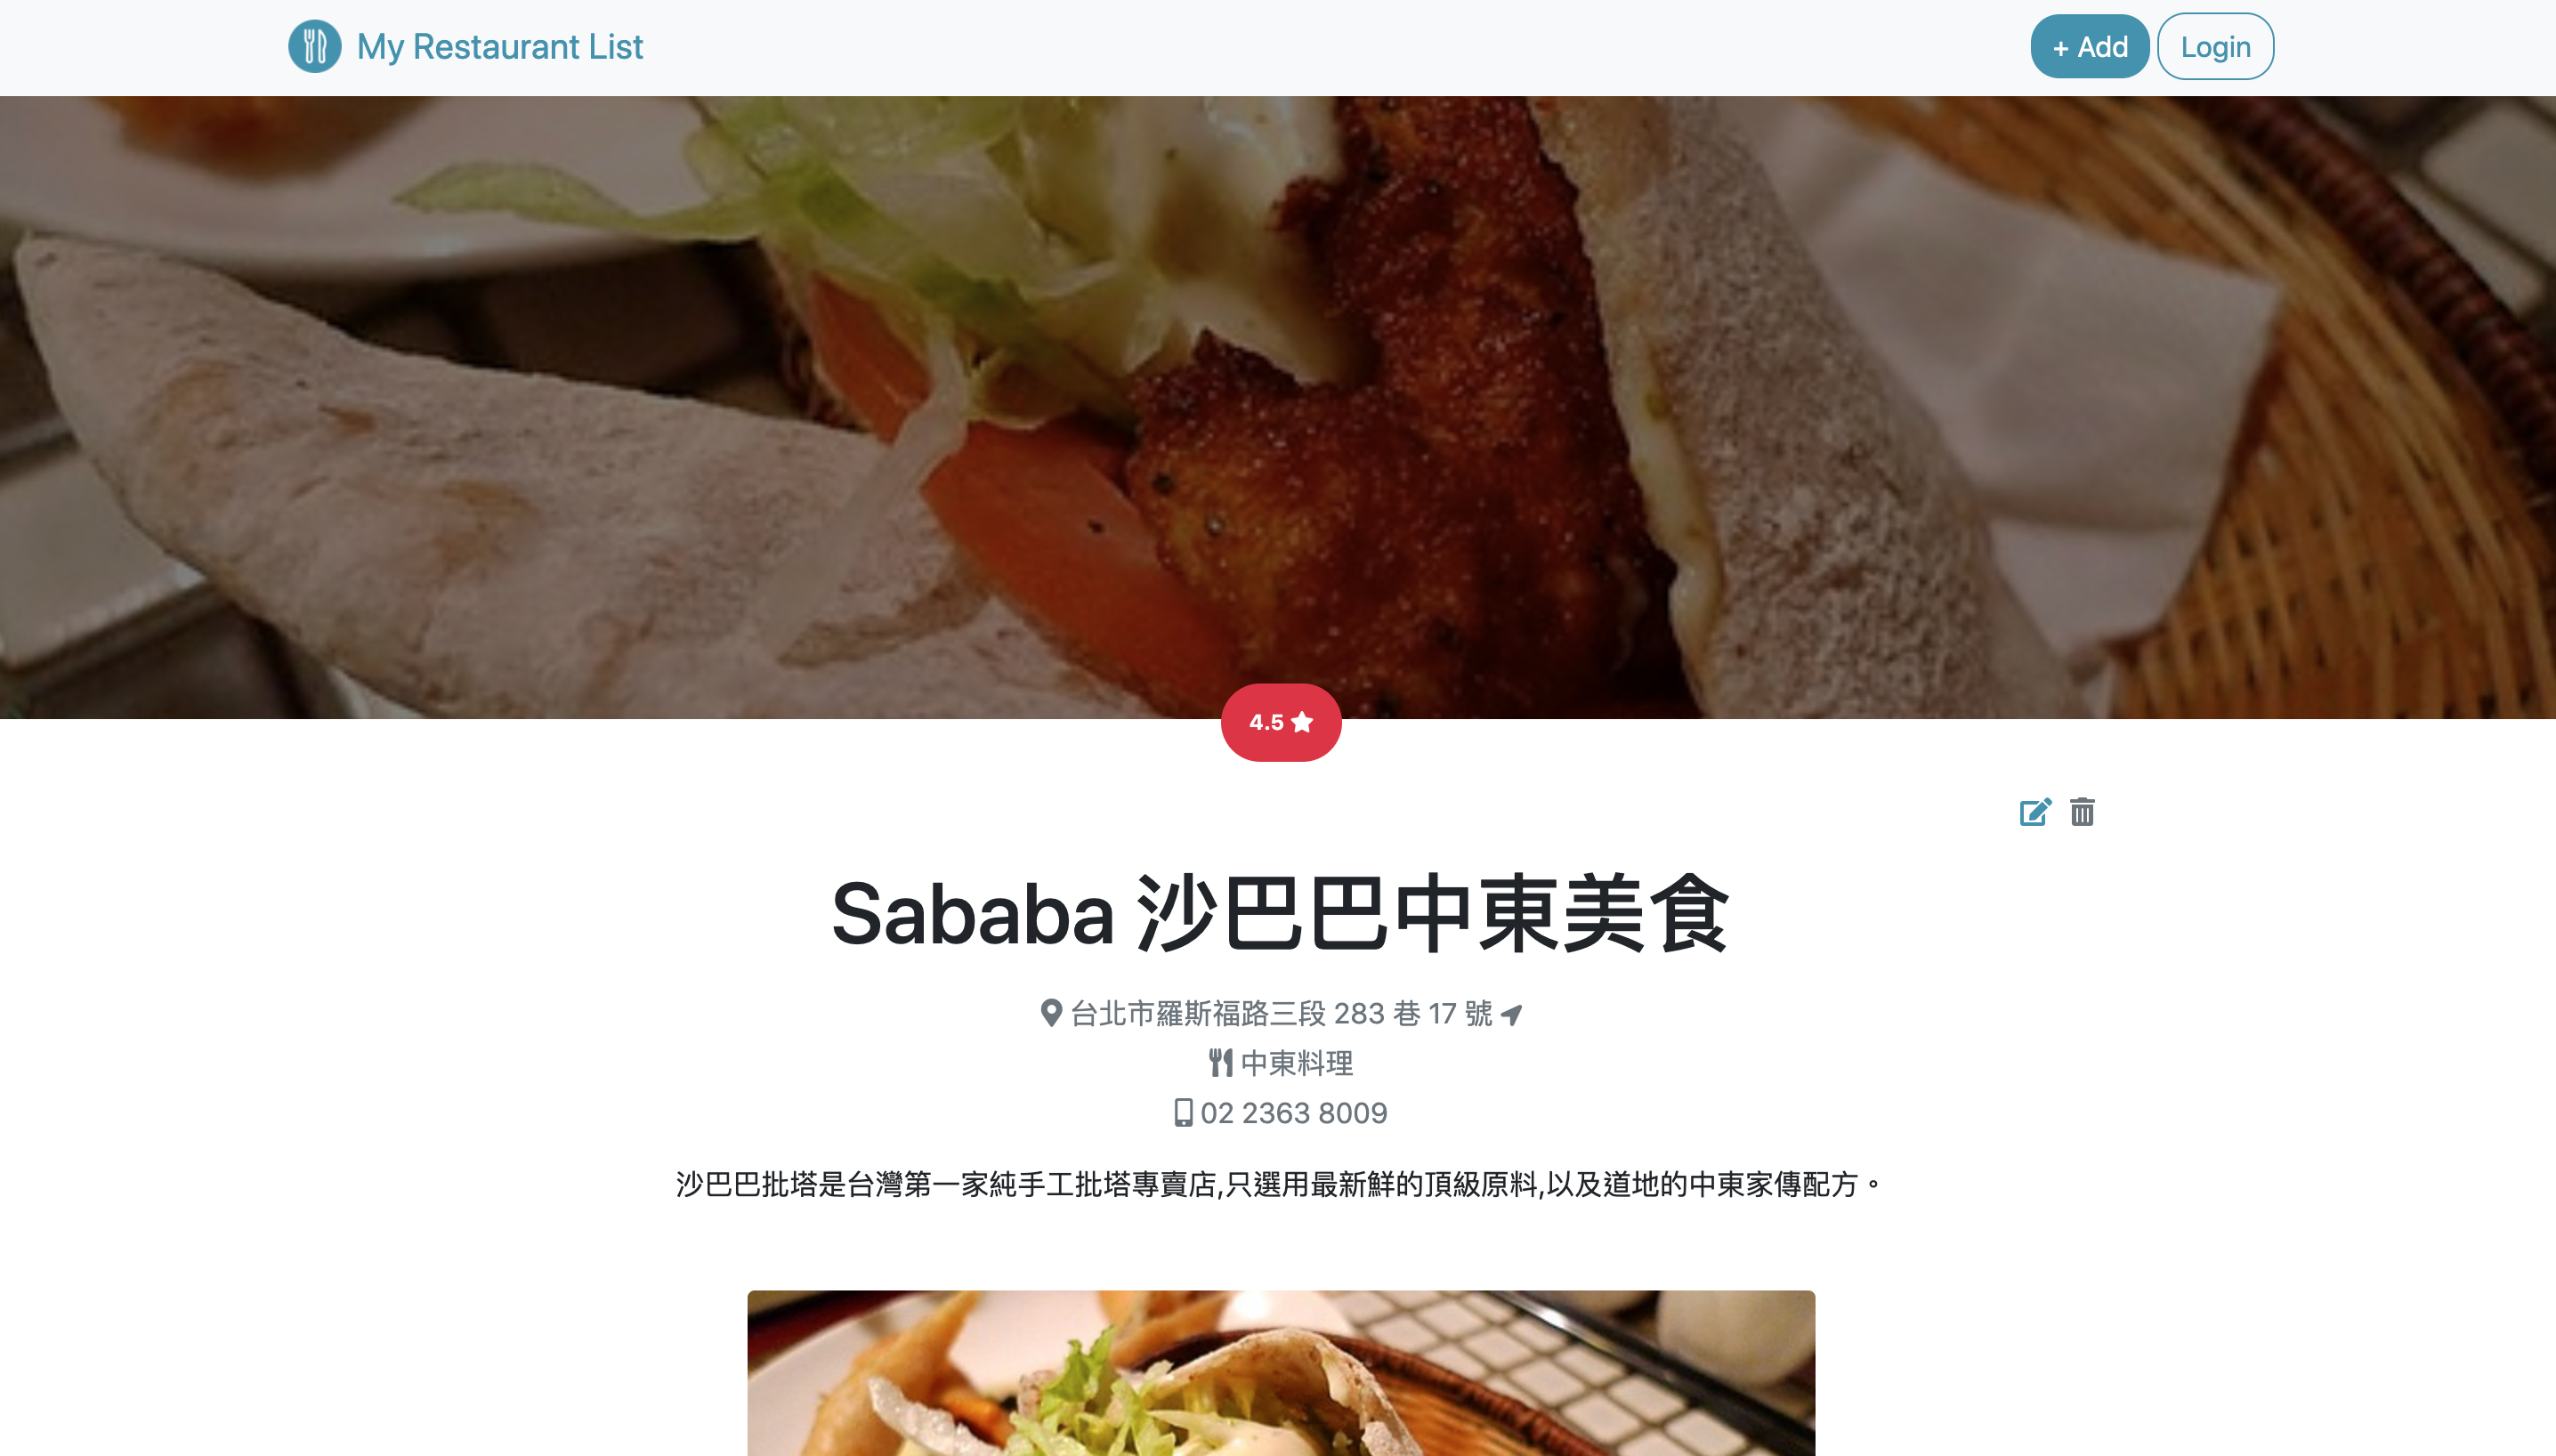 My Restaurant List
+ Add
Login
4.5
Sababa 沙巴巴中東美食
台北市羅斯福路三段 283 巷 17 號
中東料理
02 2363 8009
沙巴巴批塔是台灣第一家純手工批塔專賣店,只選用最新鮮的頂級原料,以及道地的中東家傳配方。